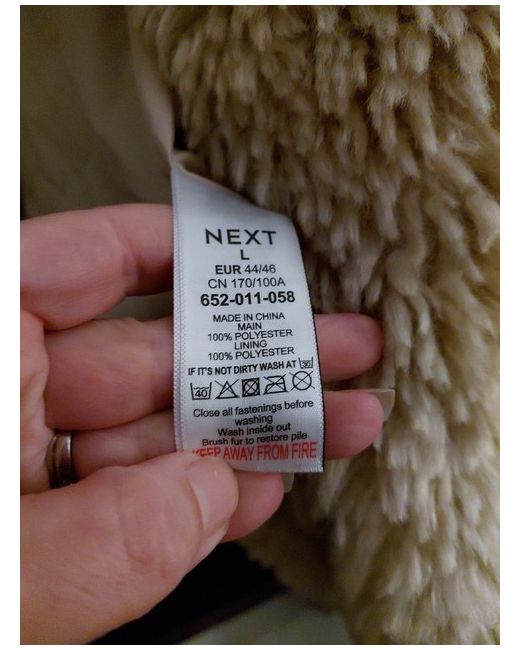 NEXT
L
EUR 44/46
CN 170/100A
652-011-058
MADE IN CHINA
MAIN
100% POLYESTER
LINING
100% POLYESTER
IF IT'S NOT DIRTY WASH AT 30
40
Close all fastenings before
washing
Wash inside out
Brush fur to restore pile
KEEP AWAY FROM FIRE